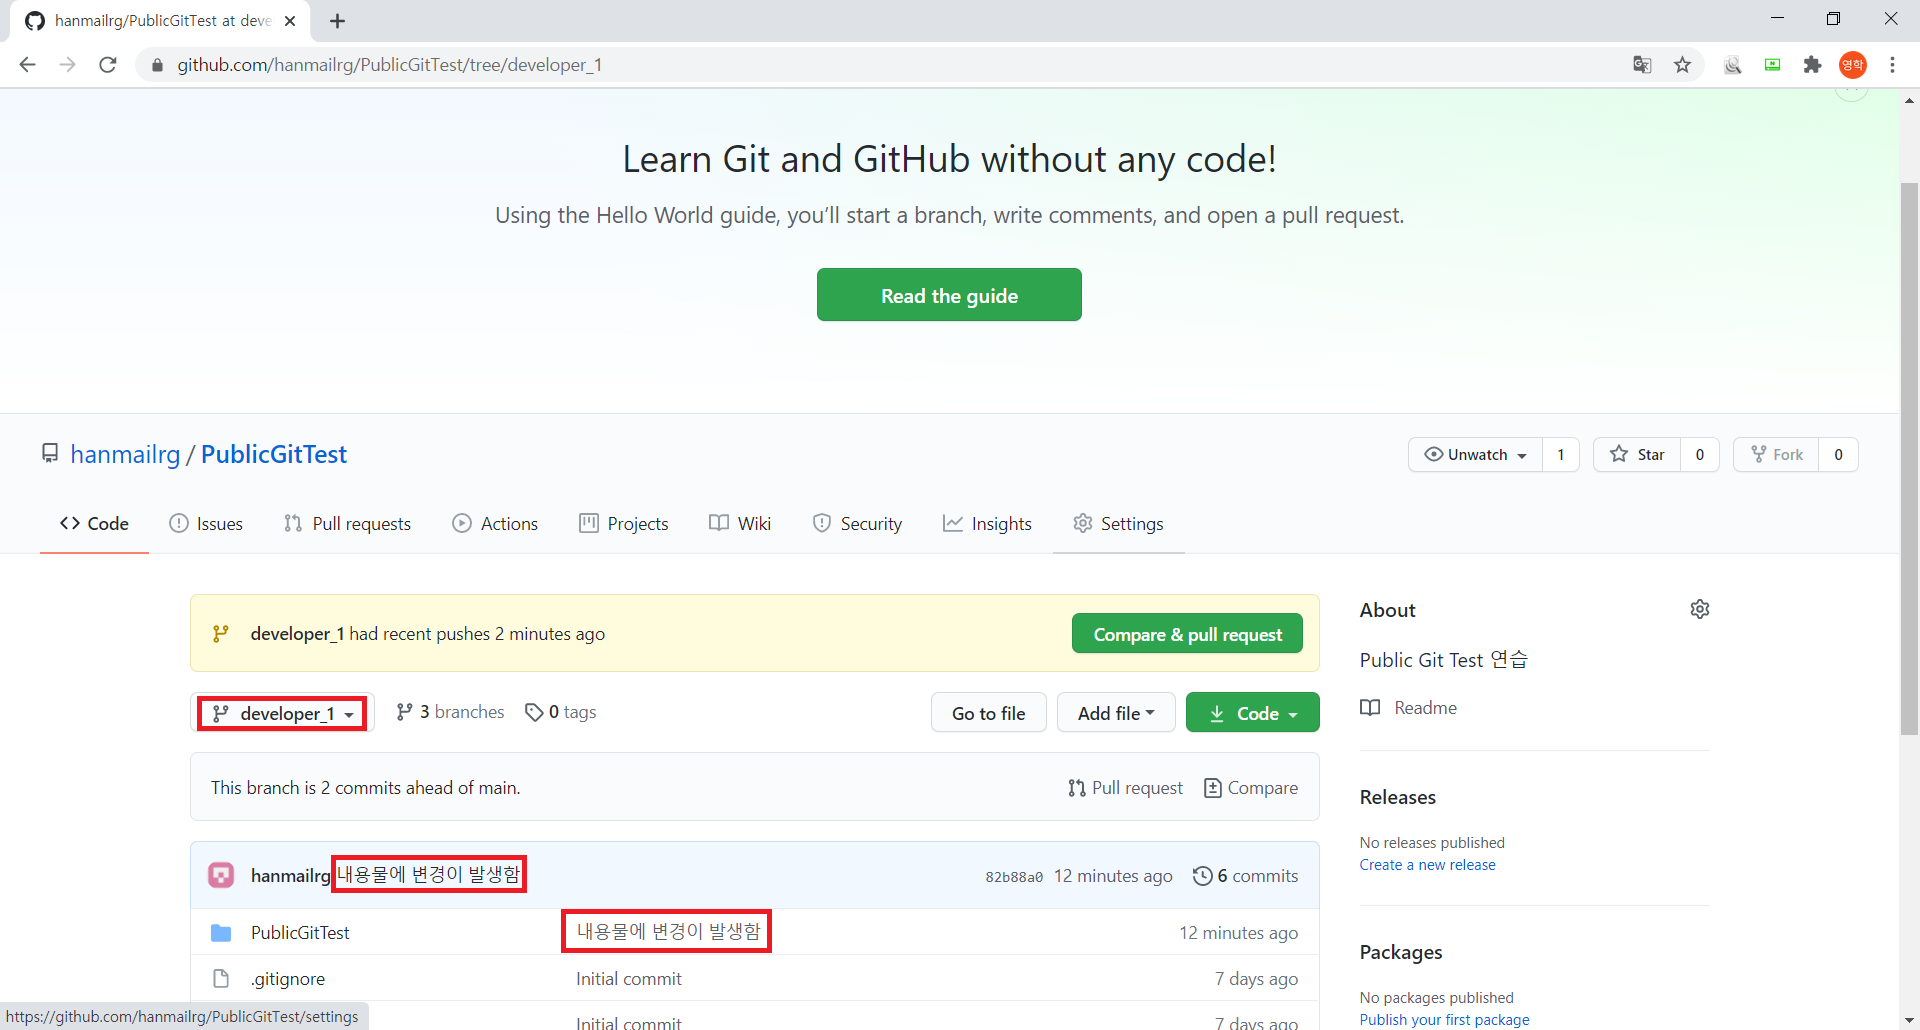 hanmailrg/PublicGitTest at deve
github.com/hanmailrg/PublicGitTest/tree/developer_1
영학
Learn Git and GitHub without any code!
Using the Hello World guide, you’ll start a branch, write comments, and open a pull request.
Read the guide
hanmailrg / PublicGitTest
Unwatch 1 Star 0 Fork 0
Code Issues Pull requests Actions Projects Wiki Security Insights Settings
developer_1 had recent pushes 2 minutes ago
Compare & pull request
developer_1 3 branches 0 tags
Go to file Add file Code
This branch is 2 commits ahead of main.
Pull request Compare
hanmailrg 내용물에 변경이 발생함 82b88a0 12 minutes ago 6 commits
PublicGitTest 내용물에 변경이 발생함 12 minutes ago
.gitignore Initial commit 7 days ago
Initial commit 7 days ago
About
Public Git Test 연습
Readme
Releases
No releases published
Create a new release
Packages
No packages published
Publish your first package
https://github.com/hanmailrg/PublicGitTest/settings